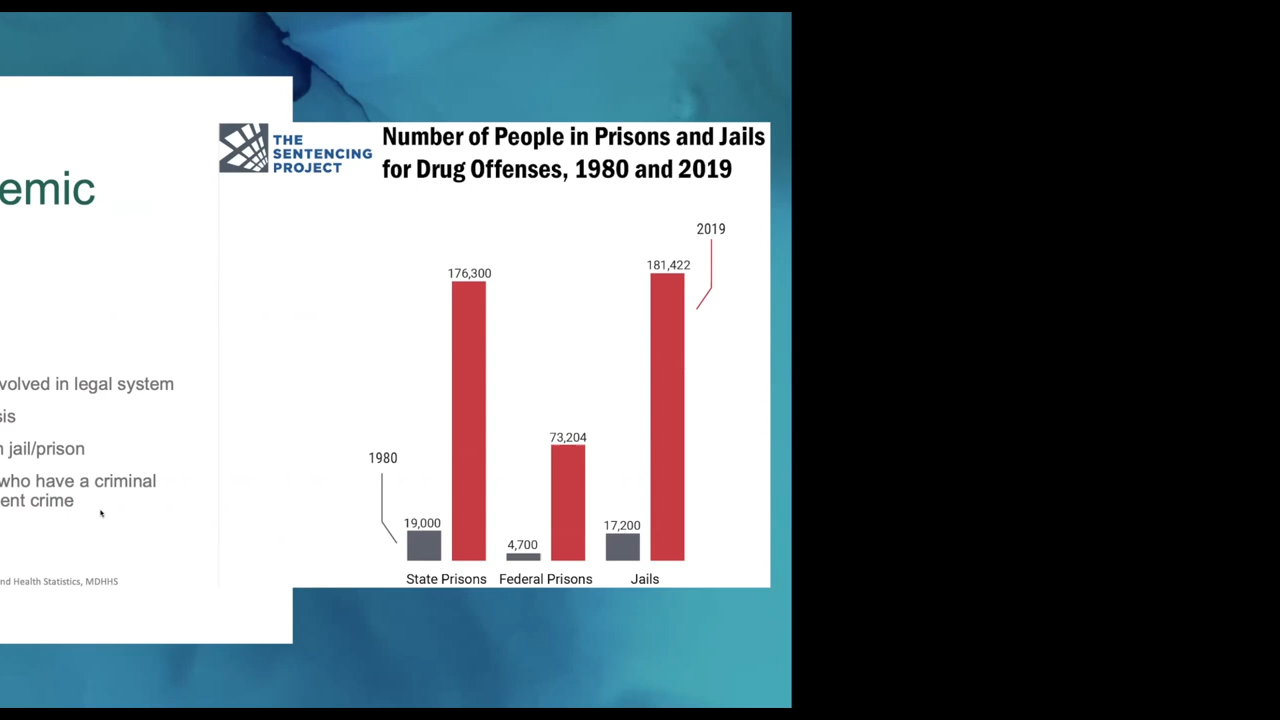 emic
volved in legal system
sis
n jail/prison
who have a criminal
ent crime
nd Health Statistics, MDHHS
THE
SENTENCING
PROJECT
Number of People in Prisons and Jails
for Drug Offenses, 1980 and 2019
2019
176,300
181,422
73,204
1980
19,000
4,700
17,200
State Prisons
Federal Prisons
Jails